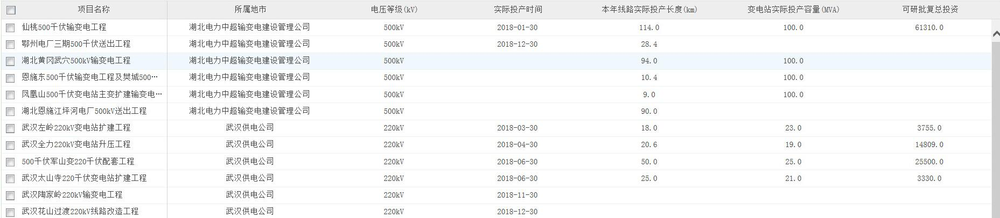 项目名称 所属地市 电压等级(kV) 实际投产时间 本年线路实际投产长度(km) 变电站实际投产容量(MVA) 可研批复总投资
仙桃500千伏输变电工程 湖北电力中超输变电建设管理公司 500kV 2018-01-30 114.0 100.0 61310.0
鄂州电厂三期500千伏送出工程 湖北电力中超输变电建设管理公司 500kV 2018-12-30 28.4
湖北黄冈武穴500kV输变电工程 湖北电力中超输变电建设管理公司 500kV 94.0 100.0
恩施东500千伏输变电工程及樊城500… 湖北电力中超输变电建设管理公司 500kV 10.4 100.0
凤凰山500千伏变电站主变扩建输变电… 湖北电力中超输变电建设管理公司 500kV 9.0 100.0
湖北恩施江坪河电厂500kV送出工程 湖北电力中超输变电建设管理公司 500kV 90.0
武汉左岭220kV变电站扩建工程 武汉供电公司 220kV 2018-03-30 18.0 23.0 3755.0
武汉全力220kV变电站升压工程 武汉供电公司 220kV 2018-04-30 20.6 19.0 14809.0
500千伏军山变220千伏配套工程 武汉供电公司 220kV 2018-06-30 50.0 25.0 25500.0
武汉太山寺220千伏变电站扩建工程 武汉供电公司 220kV 2018-06-30 25.0 21.0 3330.0
武汉陶家岭220kV输变电工程 武汉供电公司 220kV 2018-11-30
武汉花山过渡220kV线路改造工程 武汉供电公司 220kV 2018-12-30